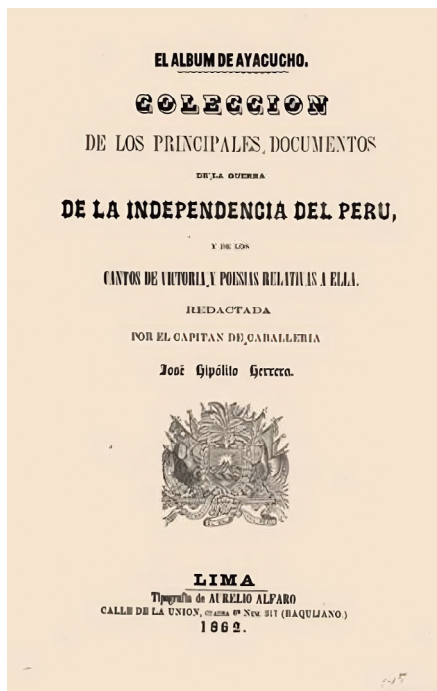 EL ALBUM DE AYACUCHO.
COLECCION
DE LOS PRINCIPALES, DOCUMENTOS
DE LA GUERRA
DE LA INDEPENDENCIA DEL PERU,
Y DE LOS
CANTOS DE VICTORIA, Y POESIAS RELATIVAS A ELLA.
REDACTADA
POR EL CAPITAN DE CABALLERIA
José Hipólito Herrera.
LIMA
Tipografía de AURELIO ALFARO
CALLE DE LA UNION, CUADRA 6ª NUM. 317 (BAQUIJANO.)
1862.